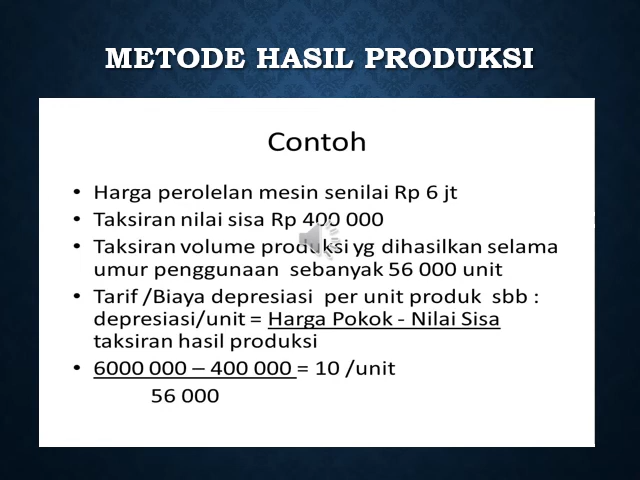 METODE HASIL PRODUKSI
Contoh
• Harga perolelan mesin senilai Rp 6 jt
• Taksiran nilai sisa Rp 400 000
• Taksiran volume produksi yg dihasilkan selama
umur penggunaan sebanyak 56 000 unit
• Tarif /Biaya depresiasi per unit produk sbb :
depresiasi/unit = Harga Pokok - Nilai Sisa
taksiran hasil produksi
• 6000 000 – 400 000 = 10 /unit
56 000